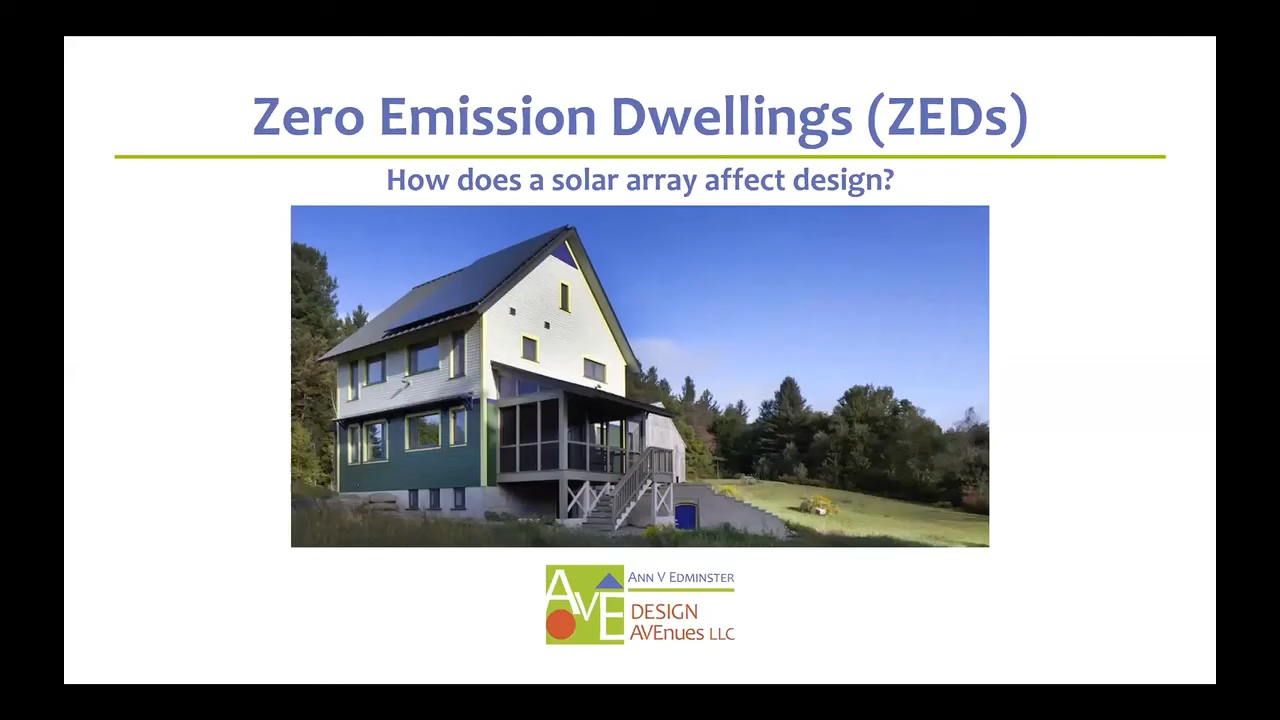 Zero Emission Dwellings (ZEDs)
How does a solar array affect design?
AVE
ANN V EDMINSTER
DESIGN
AVEnues LLC